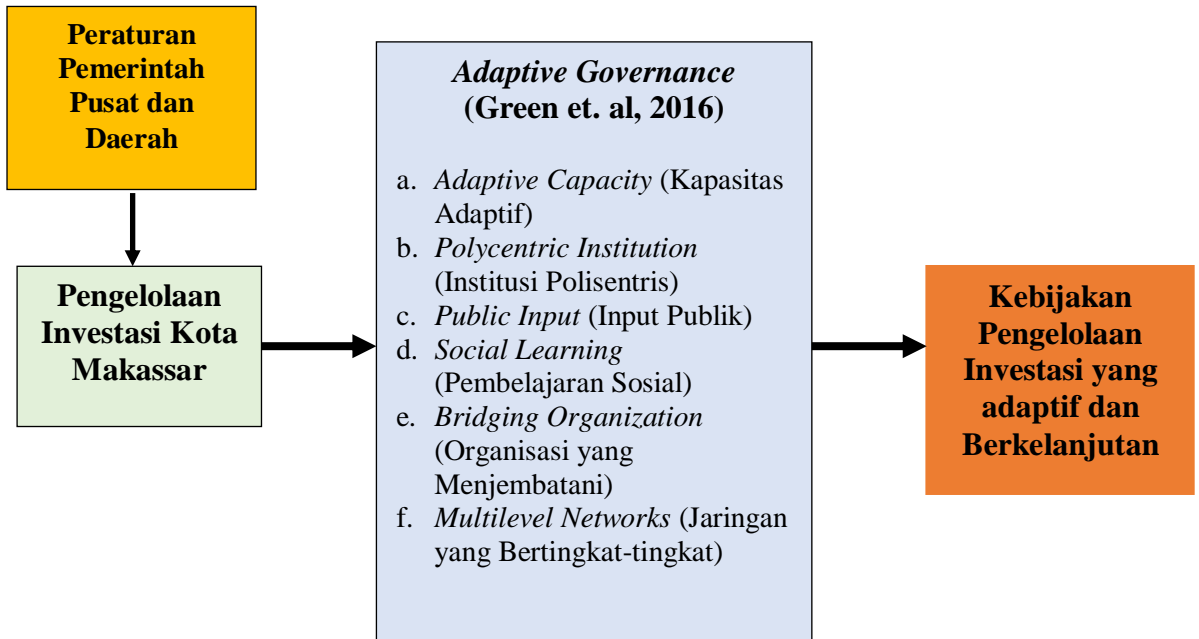 Peraturan
Pemerintah
Pusat dan
Daerah
Pengelolaan
Investasi Kota
Makassar
Adaptive Governance
(Green et. al, 2016)
a. Adaptive Capacity (Kapasitas
Adaptif)
b. Polycentric Institution
(Institusi Polisentris)
c. Public Input (Input Publik)
d. Social Learning
(Pembelajaran Sosial)
e. Bridging Organization
(Organisasi yang
Menjembatani)
f. Multilevel Networks (Jaringan
yang Bertingkat-tingkat)
Kebijakan
Pengelolaan
Investasi yang
adaptif dan
Berkelanjutan